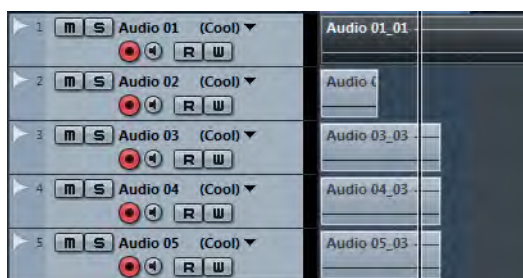 1 m S Audio 01 (Cool) Audio 01_01
R W
2 m S Audio 02 (Cool) Audio
R W
3 m S Audio 03 (Cool) Audio 03_03
R W
4 m S Audio 04 (Cool) Audio 04_03
R W
5 m S Audio 05 (Cool) Audio 05_03
R W